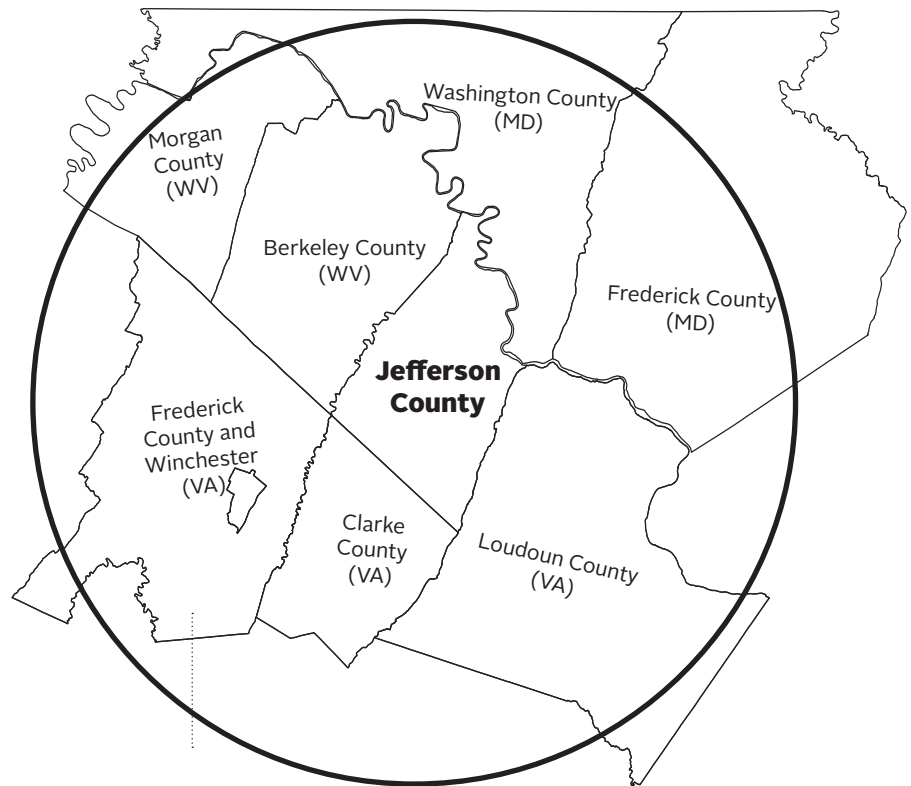 Washington County
(MD)
Morgan
County
(WV)
Berkeley County
(WV)
Frederick County
(MD)
Jefferson
County
Frederick
County and
Winchester
(VA)
Clarke
County
(VA)
Loudoun County
(VA)